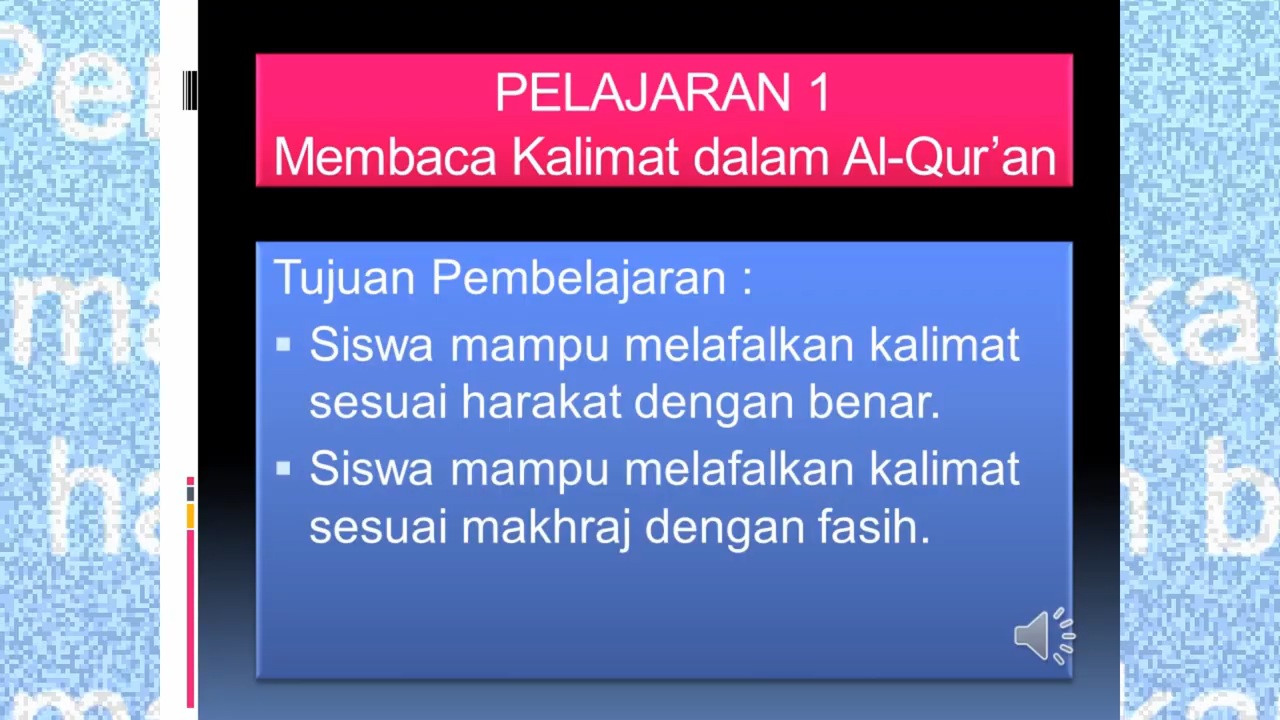 PELAJARAN 1
Membaca Kalimat dalam Al-Qur’an
Tujuan Pembelajaran :
Siswa mampu melafalkan kalimat
sesuai harakat dengan benar.
Siswa mampu melafalkan kalimat
sesuai makhraj dengan fasih.